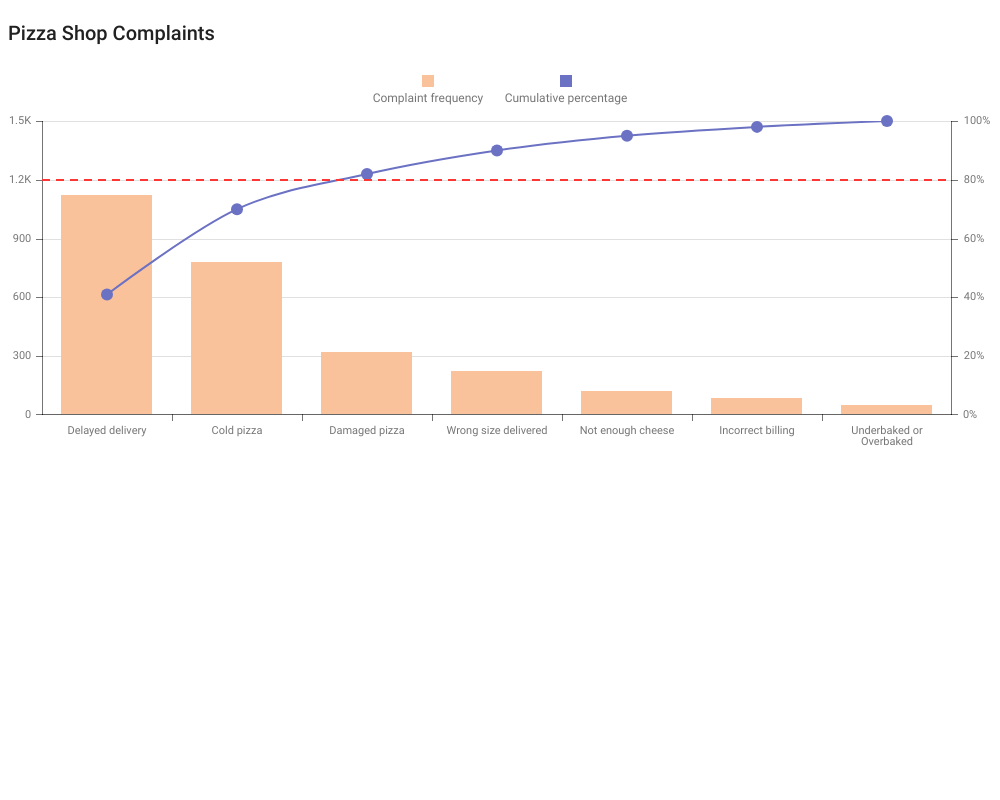 Pizza Shop Complaints
Complaint frequency
Cumulative percentage
1.5K
1.2K
900
600
300
0
100%
80%
60%
40%
20%
0%
Delayed delivery
Cold pizza
Damaged pizza
Wrong size delivered
Not enough cheese
Incorrect billing
Underbaked or
Overbaked